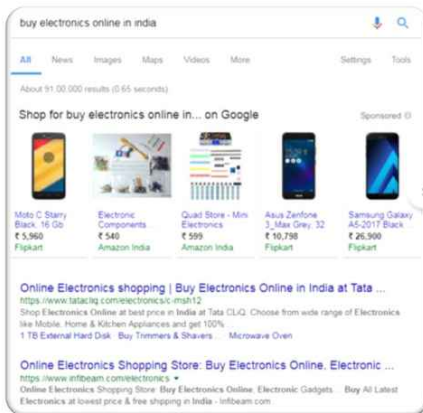 buy electronics online in india
All News Images Maps Videos More Settings Tools
About 91,00,000 results (0.65 seconds)
Shop for buy electronics online in... on Google Sponsored
Moto C Starry Black, 16 Gb
₹ 5,960
Flipkart
Electronic Components ...
₹ 540
Amazon India
Quad Store - Mini Electronics
₹ 599
Amazon India
Asus Zenfone 3_Max Grey, 32
₹ 10,798
Flipkart
Samsung Galaxy A5-2017 Black ...
₹ 26,900
Flipkart
Online Electronics shopping | Buy Electronics Online in India at Tata ...
https://www.tatacliq.com/electronics/c-msh12
Shop Electronics Online at best price in India at Tata CLiQ. Choose from wide range of Electronics
like Mobile, Home & Kitchen Appliances and get 100% ...
1 TB External Hard Disk Buy Trimmers & Shavers Microwave Oven
Online Electronics Shopping Store: Buy Electronics Online, Electronic ...
https://www.infibeam.com/electronics
Online Electronics Shopping Store: Buy Electronics Online, Electronic Gadgets... Buy All Latest
Electronics at lowest price & free shipping in India - Infibeam.com